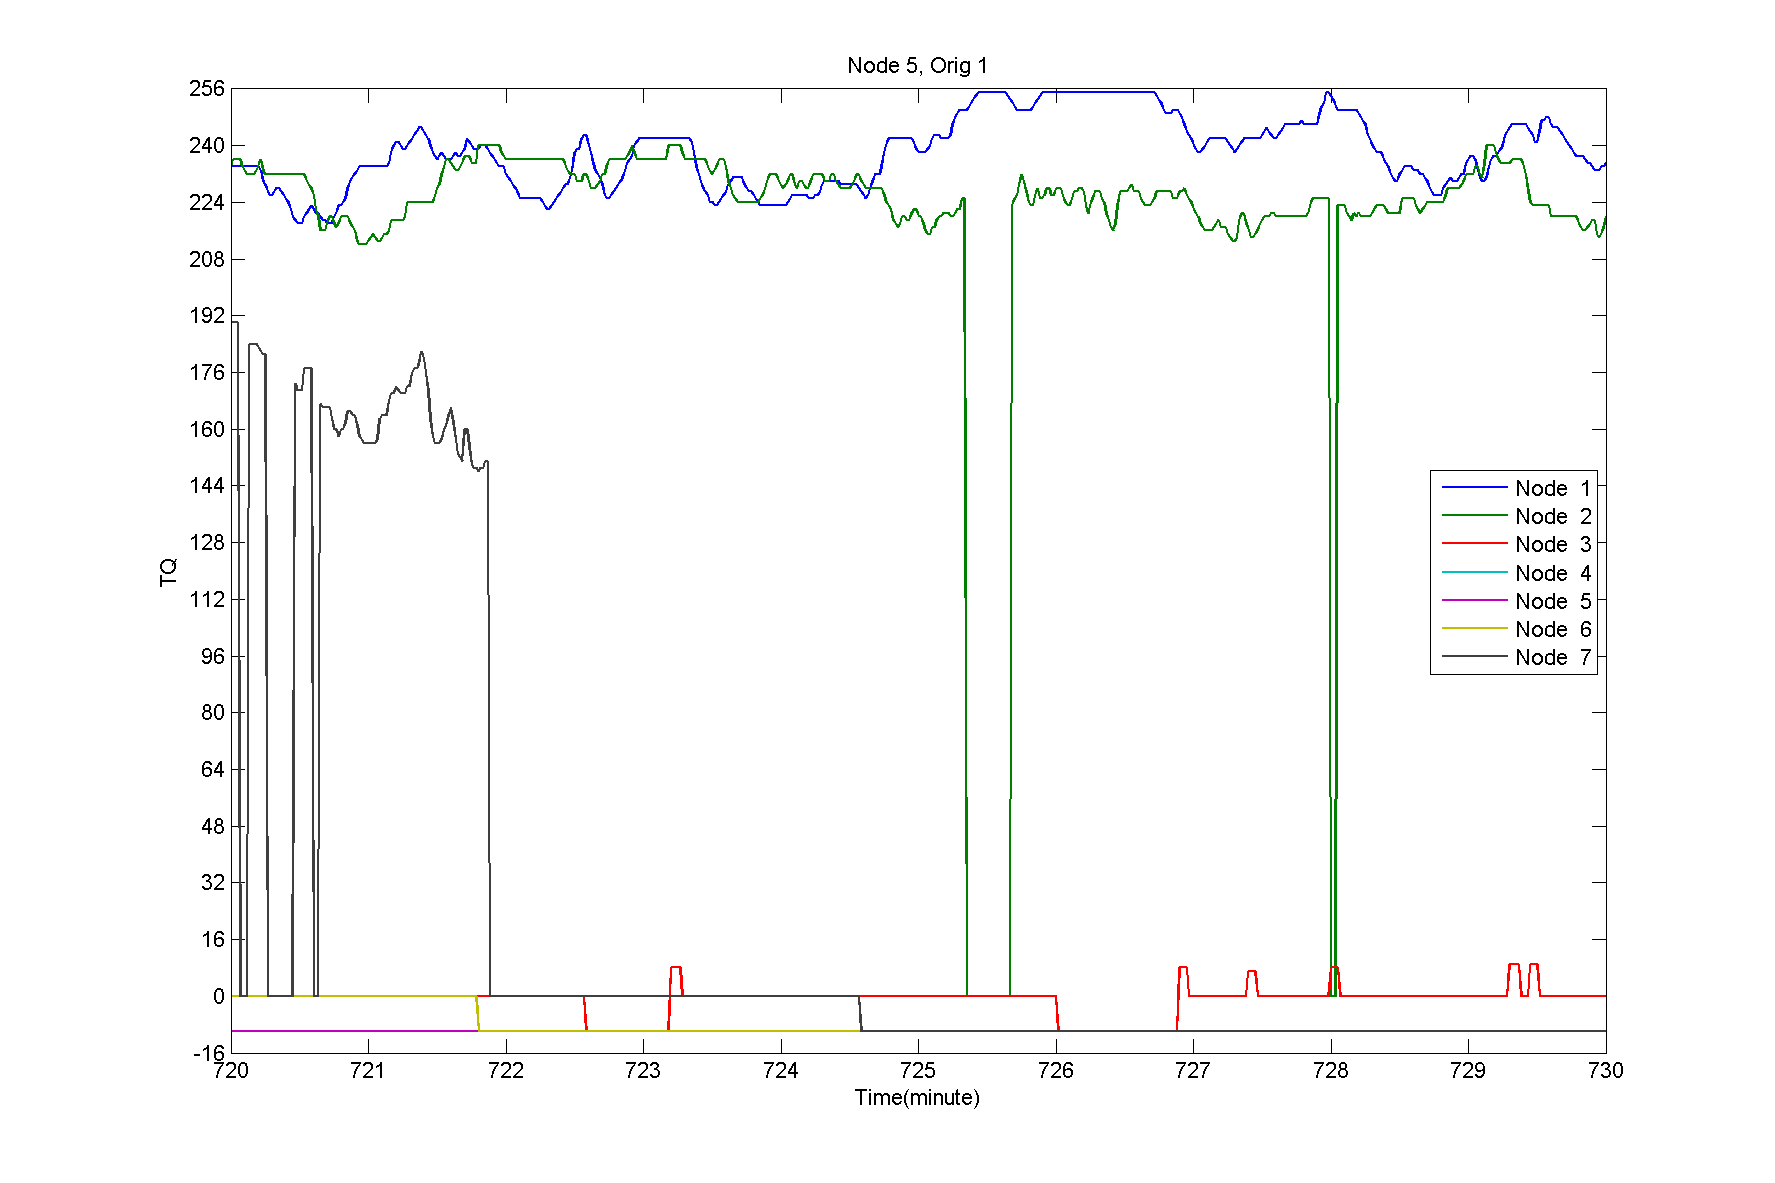 Node 5, Orig 1
256
240
224
208
192
176
160
144
128
112
96
80
64
48
32
16
0
-16
TQ
Node 1
Node 2
Node 3
Node 4
Node 5
Node 6
Node 7
720 721 722 723 724 725 726 727 728 729 730
Time(minute)